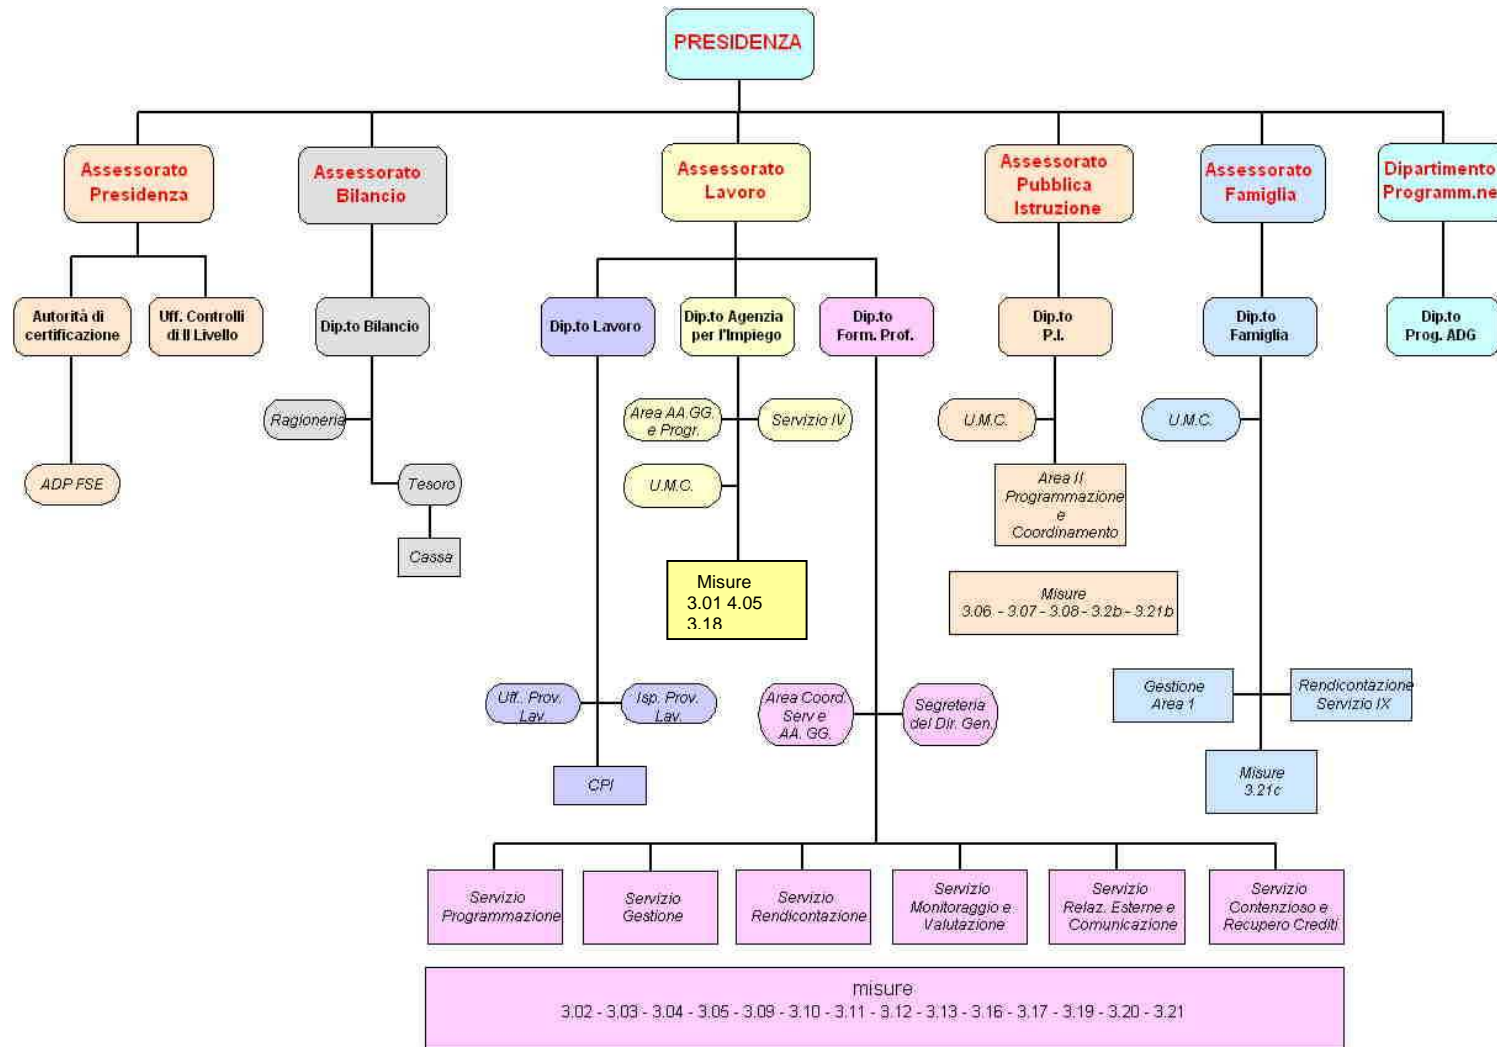 PRESIDENZA
Assessorato
Presidenza
Assessorato
Bilancio
Assessorato
Lavoro
Assessorato
Pubblica
Istruzione
Assessorato
Famiglia
Dipartimento
Programm.ne
Autorità di
certificazione
Uff. Controlli
di II Livello
Dip.to Bilancio
Dip.to Lavoro
Dip.to Agenzia
per l'Impiego
Dip.to
Form. Prof.
Dip.to
P.I.
Dip.to
Famiglia
Dip.to
Prog. ADG
Ragioneria
Area AA.GG.
e Progr.
Servizio IV
U.M.C.
U.M.C.
ADP FSE
Tesoro
U.M.C.
Area II
Programmazione
e
Coordinamento
Cassa
Misure
3.01 4.05
3.18
Misure
3.06. - 3.07 - 3.08 - 3.2b - 3.21b
Uff. Prov.
Lav.
Isp. Prov.
Lav.
Area Coord.
Serv e
AA. GG.
Segreteria
del Dir. Gen.
Gestione
Area 1
Rendicontazione
Servizio IX
CPI
Misure
3.21c
Servizio
Programmazione
Servizio
Gestione
Servizio
Rendicontazione
Servizio
Monitoraggio e
Valutazione
Servizio
Relaz. Esterne e
Comunicazione
Servizio
Contenzioso e
Recupero Crediti
misure
3.02 - 3.03 - 3.04 - 3.05 - 3.09 - 3.10 - 3.11 - 3.12 - 3.13 - 3.16 - 3.17 - 3.19 - 3.20 - 3.21